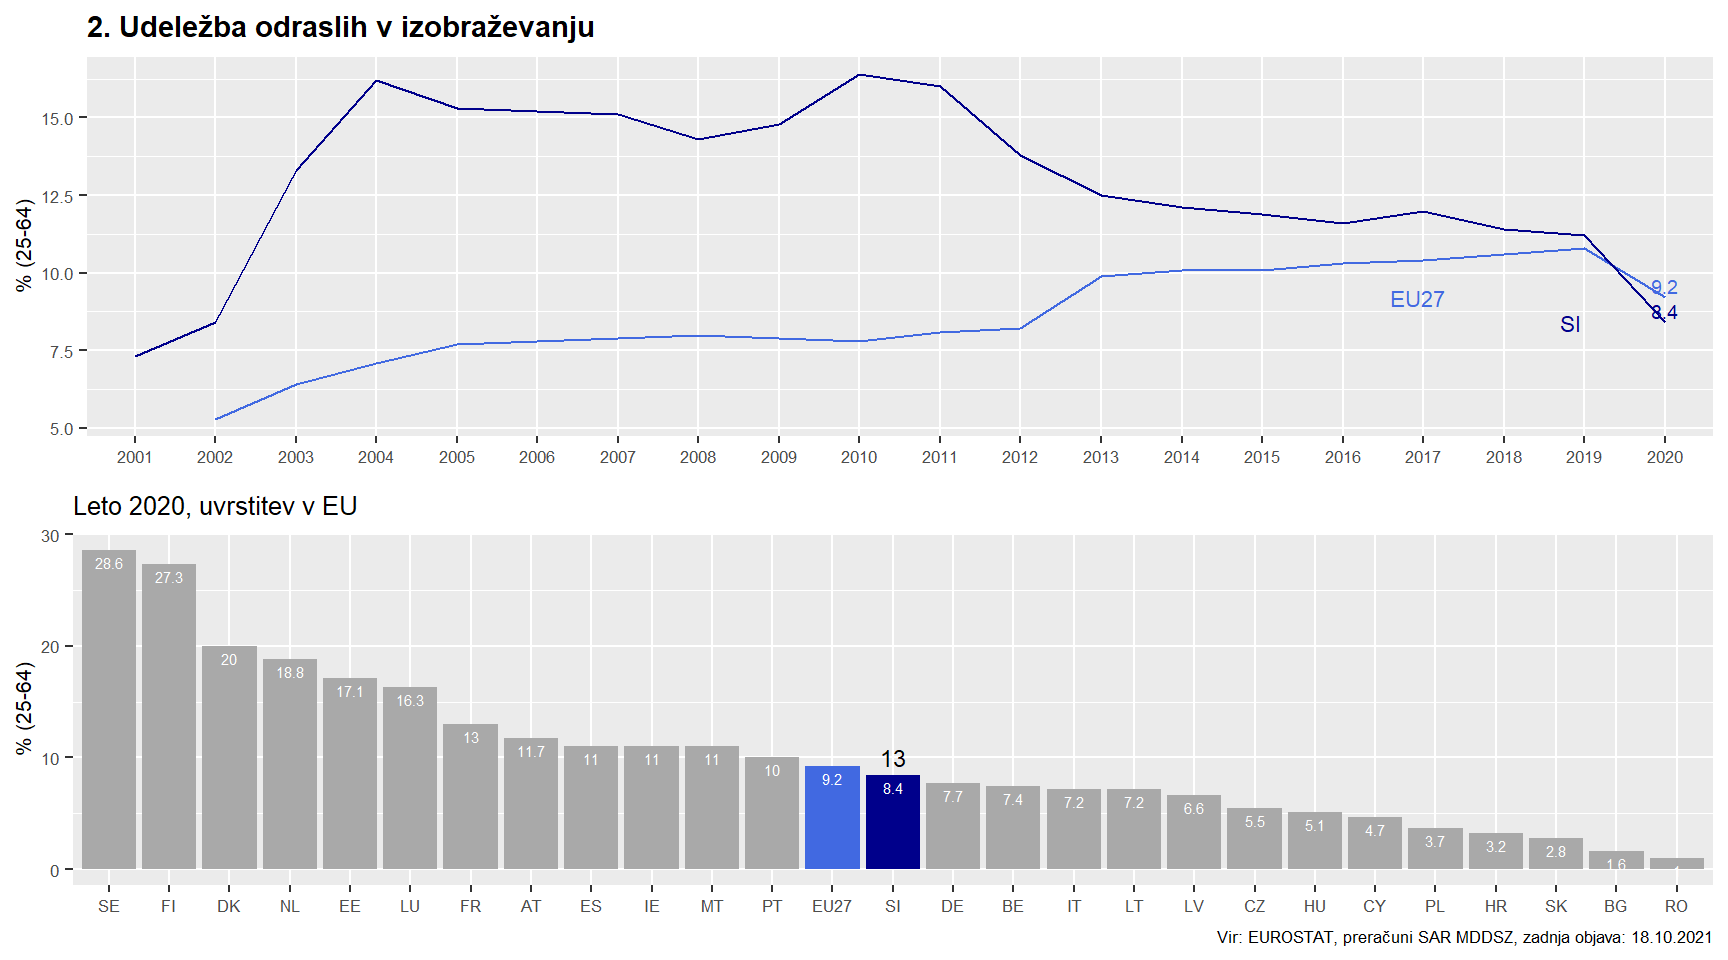 2. Udeležba odraslih v izobraževanju
% (25-64)
15.0
12.5
10.0
7.5
5.0
EU27
SI
9.2
8.4
2001 2002 2003 2004 2005 2006 2007 2008 2009 2010 2011 2012 2013 2014 2015 2016 2017 2018 2019 2020
Leto 2020, uvrstitev v EU
% (25-64)
30
20
10
0
13
28.6 27.3 20 18.8 17.1 16.3 13 11.7 11 11 11 10 9.2 8.4 7.7 7.4 7.2 7.2 6.6 5.5 5.1 4.7 3.7 3.2 2.8 1.6 1
SE FI DK NL EE LU FR AT ES IE MT PT EU27 SI DE BE IT LT LV CZ HU CY PL HR SK BG RO
Vir: EUROSTAT, preračuni SAR MDDSZ, zadnja objava: 18.10.2021